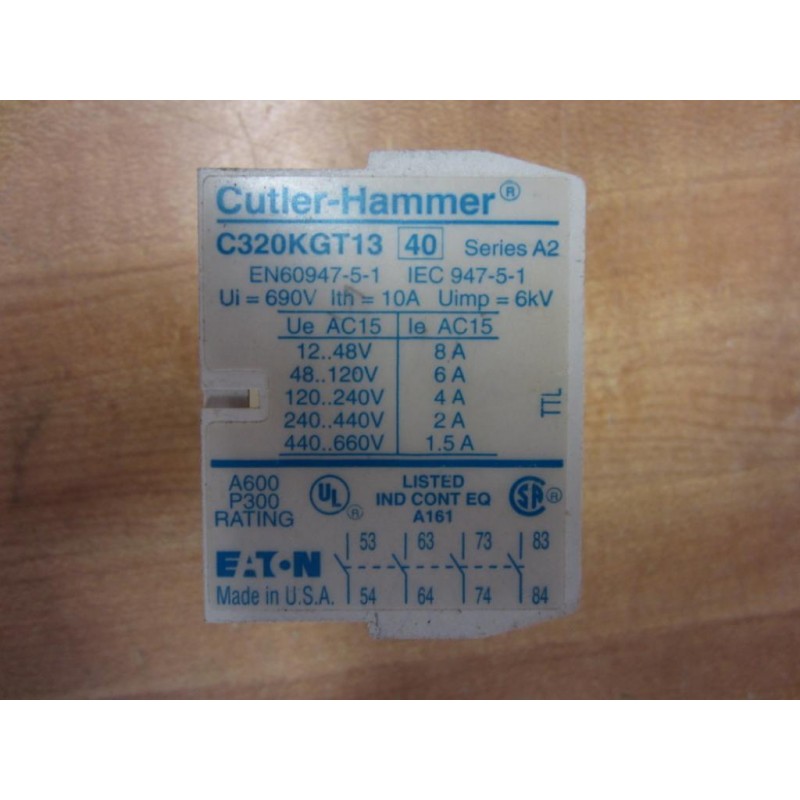 Cutler-Hammer®
C320KGT13 40 Series A2
EN60947-5-1 IEC 947-5-1
Ui = 690V Ith = 10A Uimp = 6kV
Ue AC15 Ie AC15
12..48V 8 A
48..120V 6 A
120..240V 4 A
240..440V 2 A
440..660V 1.5 A
TTL
A600
P300
RATING
UL ®
LISTED
IND CONT EQ
A161
SA ®
EATON
Made in U.S.A.
53 63 73 83
54 64 74 84